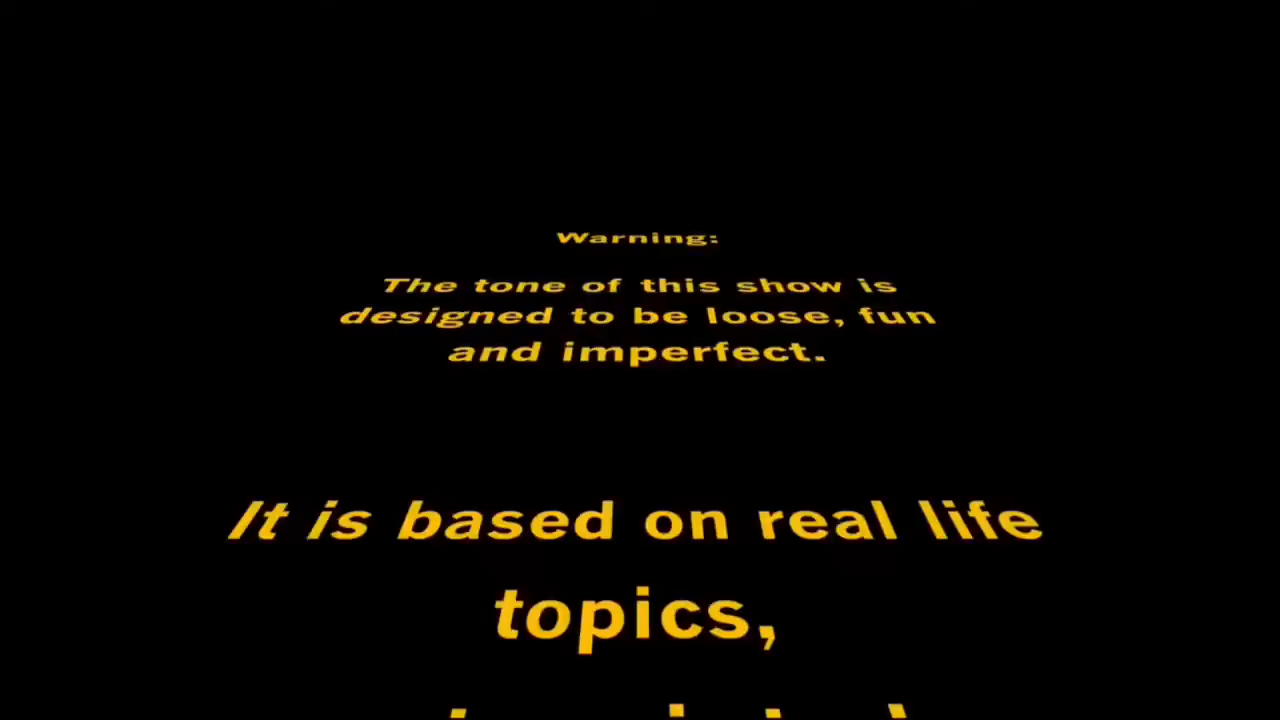 Warning:
The tone of this show is
designed to be loose, fun
and imperfect.
It is based on real life
topics,